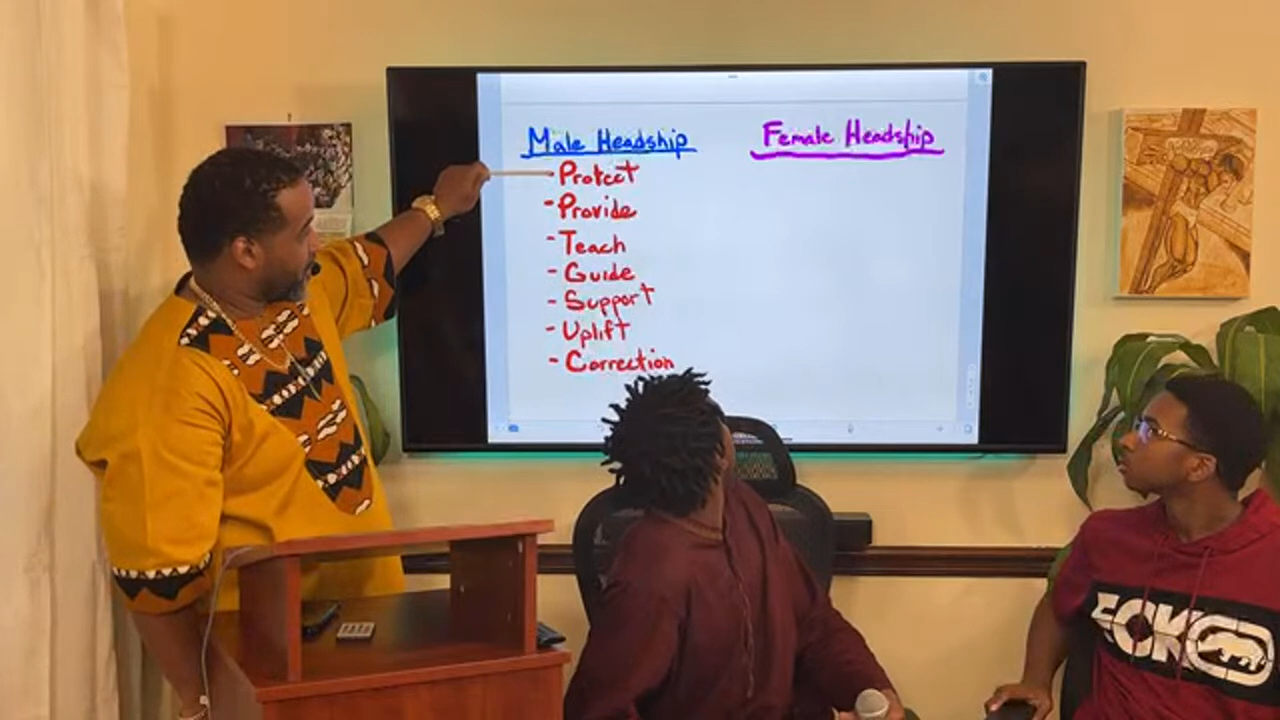 Male Headship
- Protect
- Provide
- Teach
- Guide
- Support
- Uplift
- Correction
Female Headship
ECKO